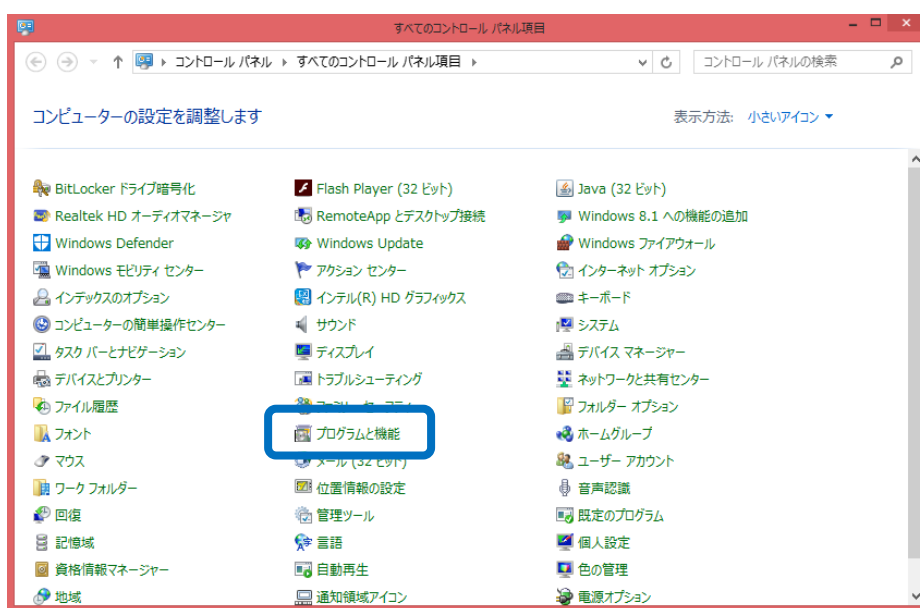 すべてのコントロール パネル項目
コントロール パネル すべてのコントロール パネル項目 コントロール パネルの検索
コンピューターの設定を調整します 表示方法: 小さいアイコン
BitLocker ドライブ暗号化 Flash Player (32 ビット) Java (32 ビット)
Realtek HD オーディオマネージャ RemoteApp とデスクトップ接続 Windows 8.1 への機能の追加
Windows Defender Windows Update Windows ファイアウォール
Windows モビリティ センター アクション センター インターネット オプション
インデックスのオプション インテル(R) HD グラフィックス キーボード
コンピューターの簡単操作センター サウンド システム
タスク バーとナビゲーション ディスプレイ デバイス マネージャー
デバイスとプリンター トラブルシューティング ネットワークと共有センター
ファイル履歴 フォルダー オプション
フォント プログラムと機能 ホームグループ
マウス メール (32 ビット) ユーザー アカウント
ワーク フォルダー 位置情報の設定 音声認識
回復 管理ツール 既定のプログラム
記憶域 言語 個人設定
資格情報マネージャー 自動再生 色の管理
地域 通知領域アイコン 電源オプション